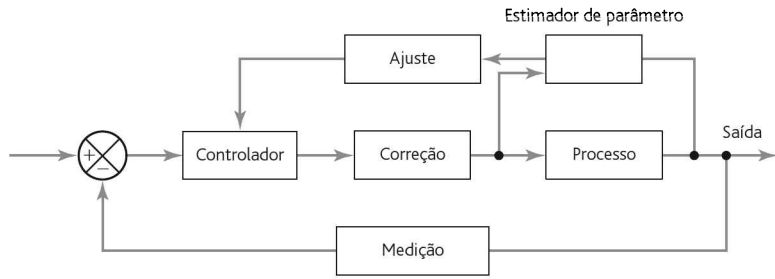 Estimador de parâmetro
Ajuste
Saída
+
−
Controlador
Correção
Processo
Medição